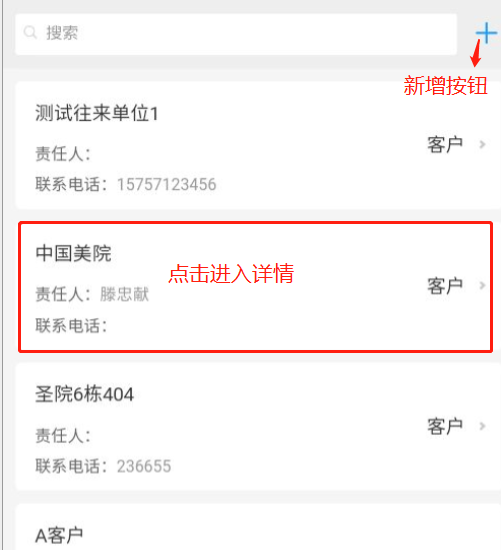 搜索
新增按钮
测试往来单位1
客户
责任人：
联系电话：15757123456
中国美院
点击进入详情
客户
责任人：滕忠献
联系电话：
圣院6栋404
客户
责任人：
联系电话：236655
A客户